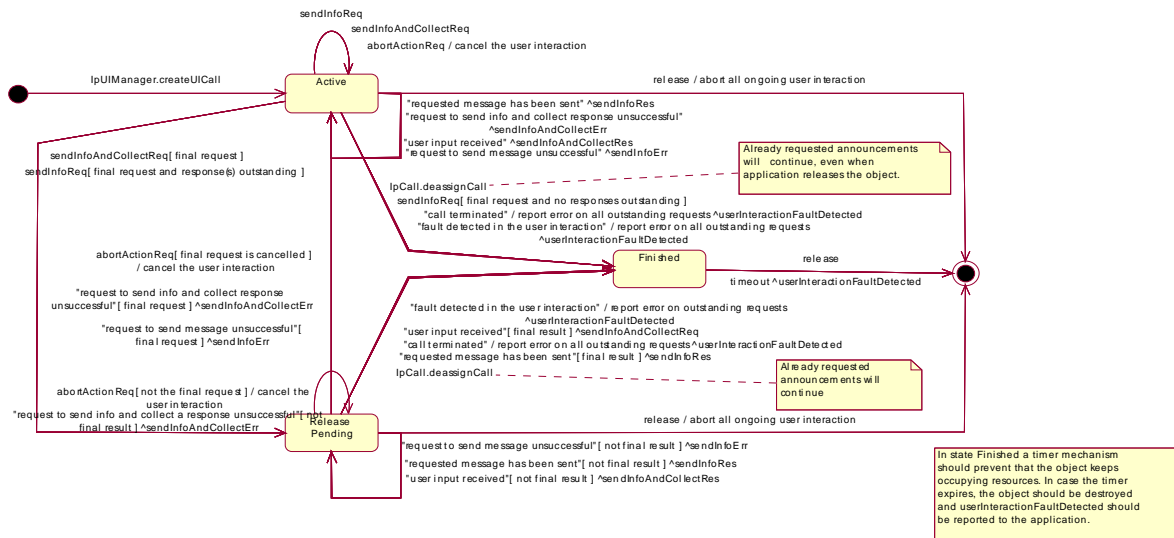 sendInfoReq
sendInfoAndCollectReq
abortActionReq / cancel the user interaction
IpUIManager.createUICall
Active
release / abort all ongoing user interaction
"requested message has been sent" ^sendInfoRes
"request to send info and collect response unsuccessful"
^sendInfoAndCollectErr
"user input received" ^sendInfoAndCollectRes
"request to send message unsuccessful" ^sendInfoErr
sendInfoAndCollectReq[ final request ]
sendInfoReq[ final request and response(s) outstanding ]
Already requested announcements
will continue, even when
application releases the object.
IpCall.deassignCall
sendInfoReq[ final request and no responses outstanding ]
"call terminated" / report error on all outstanding requests ^userInteractionFaultDetected
"fault detected in the user interaction" / report error on all outstanding requests
^userInteractionFaultDetected
abortActionReq[ final request is cancelled ]
/ cancel the user interaction
Finished
release
timeout ^userInteractionFaultDetected
"request to send info and collect response
unsuccessful"[ final request ] ^sendInfoAndCollectErr
"request to send message unsuccessful"[
final request ] ^sendInfoErr
"fault detected in the user interaction" / report error on outstanding requests
^userInteractionFaultDetected
"user input received"[ final result ] ^sendInfoAndCollectReq
"call terminated" / report error on all outstanding requests ^userInteractionFaultDetected
"requested message has been sent"[ final result ] ^sendInfoRes
IpCall.deassignCall
Already requested
announcements will
continue
abortActionReq[ not the final request ] / cancel the
user interaction
"request to send info and collect a response unsuccessful"[ not
final result ] ^sendInfoAndCollectErr
Release
Pending
release / abort all ongoing user interaction
"request to send message unsuccessful"[ not final result ] ^sendInfoErr
"requested message has been sent"[ not final result ] ^sendInfoRes
"user input received"[ not final result ] ^sendInfoAndCollectRes
In state Finished a timer mechanism
should prevent that the object keeps
occupying resources. In case the timer
expires, the object should be destroyed
and userInteractionFaultDetected should
be reported to the application.